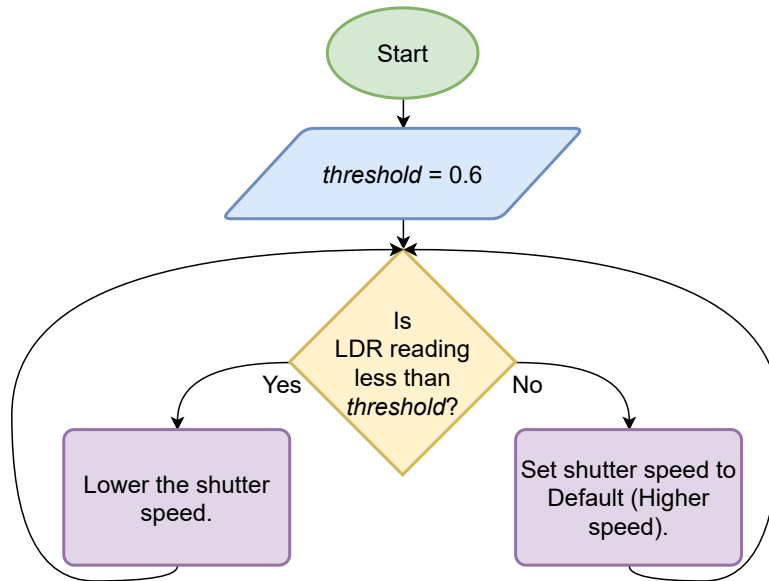 Start
threshold = 0.6
Is
LDR reading
less than
threshold?
Yes
No
Lower the shutter
speed.
Set shutter speed to
Default (Higher
speed).